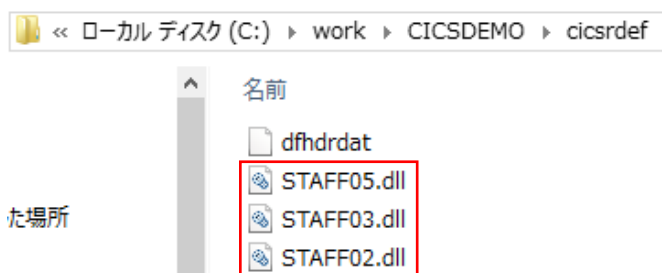 « ローカル ディスク (C:) ▸ work ▸ CICSDEMO ▸ cicsrdef
名前
dfhdrdat
STAFF05.dll
STAFF03.dll
った場所
STAFF02.dll